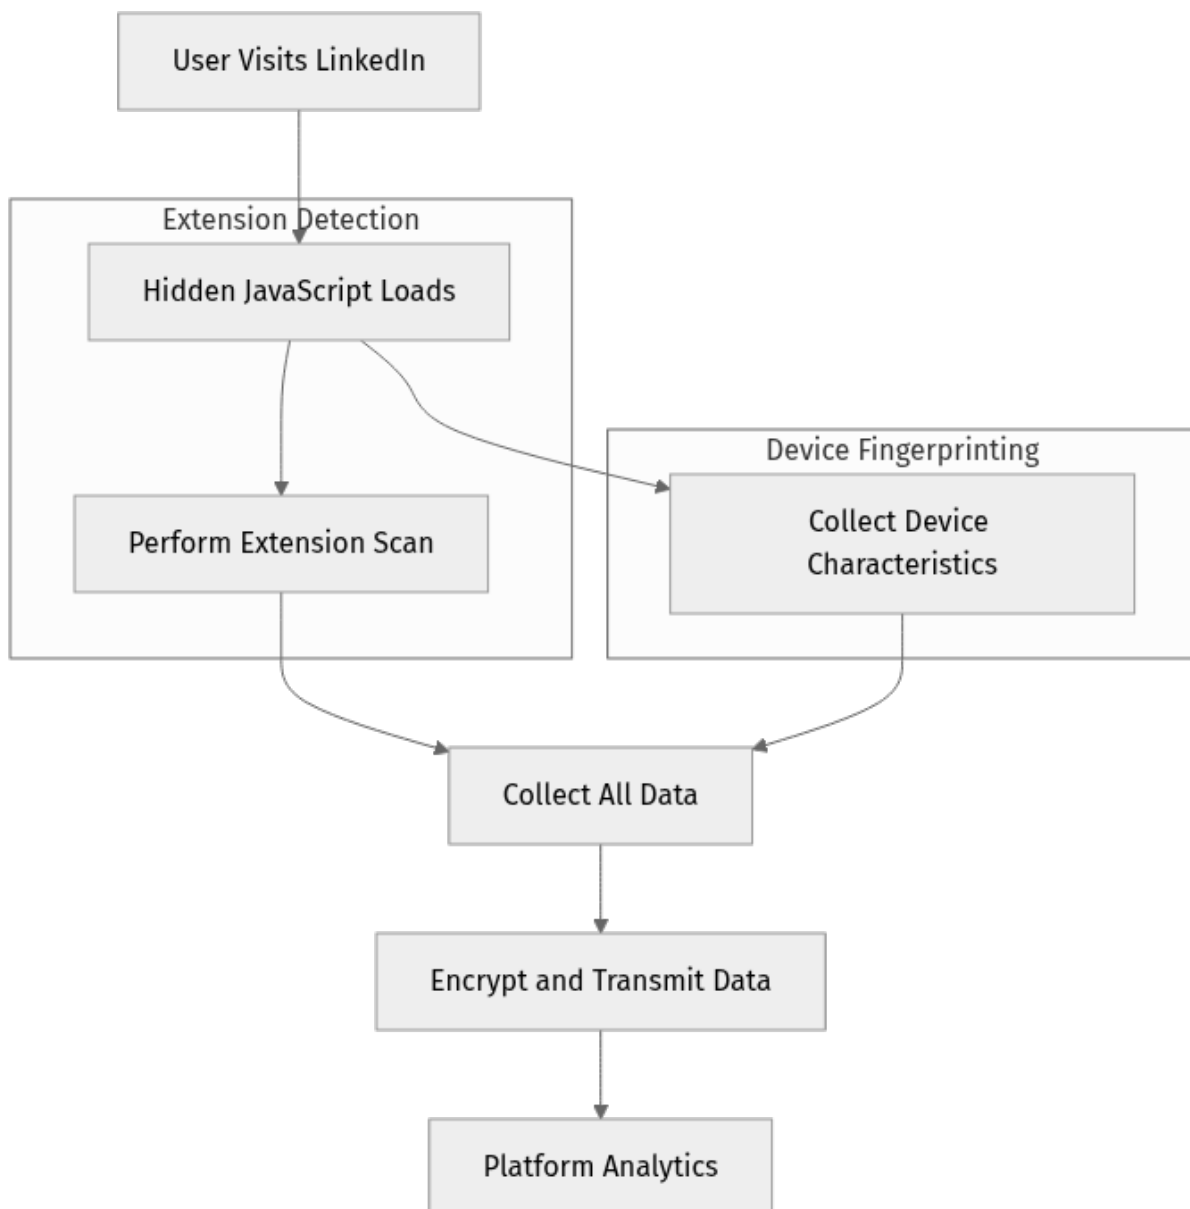 User Visits LinkedIn
Extension Detection
Hidden JavaScript Loads
Device Fingerprinting
Collect Device
Characteristics
Perform Extension Scan
Collect All Data
Encrypt and Transmit Data
Platform Analytics